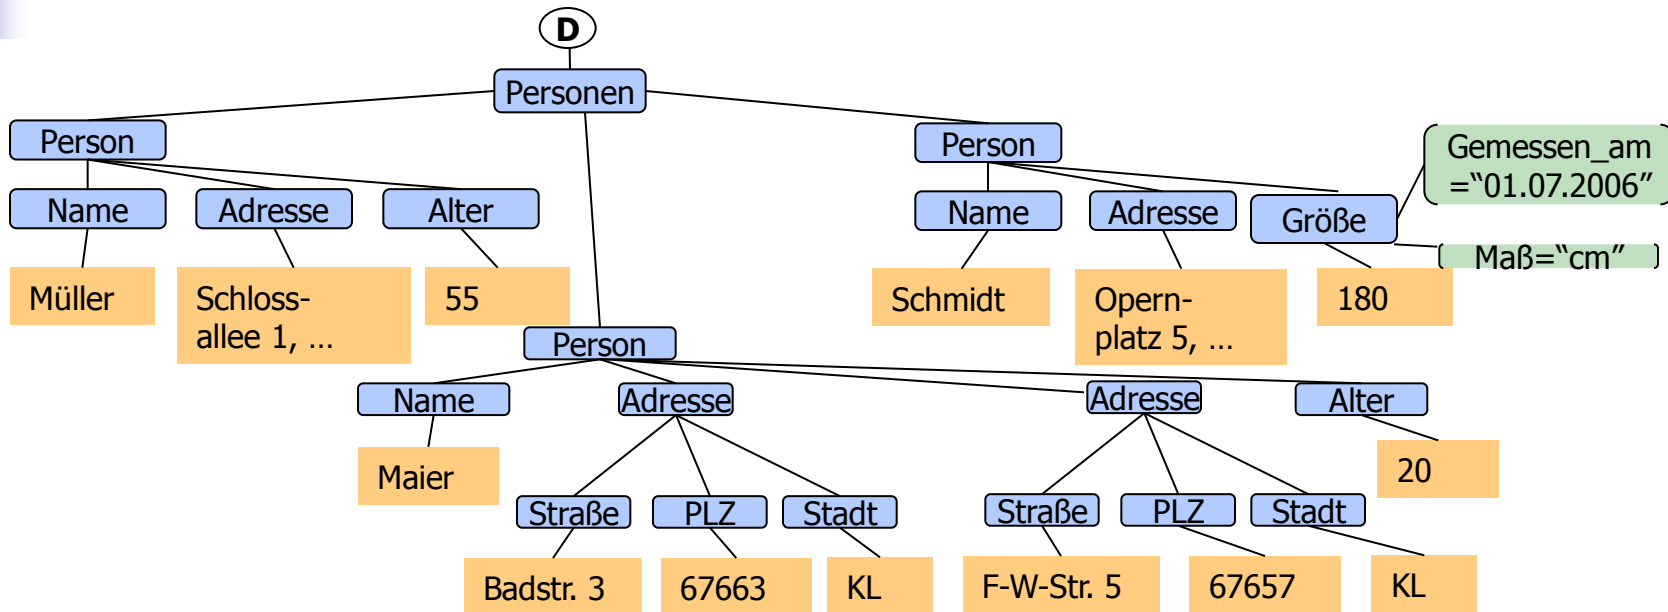 D
Personen
Person
Person
Gemessen_am
=“01.07.2006”
Name
Adresse
Alter
Name
Adresse
Größe
Maß=“cm”
Müller
Schloss-
allee 1, ...
55
Schmidt
Opern-
platz 5, ...
180
Person
Name
Adresse
Adresse
Alter
Maier
20
Straße
PLZ
Stadt
Straße
PLZ
Stadt
Badstr. 3
67663
KL
F-W-Str. 5
67657
KL